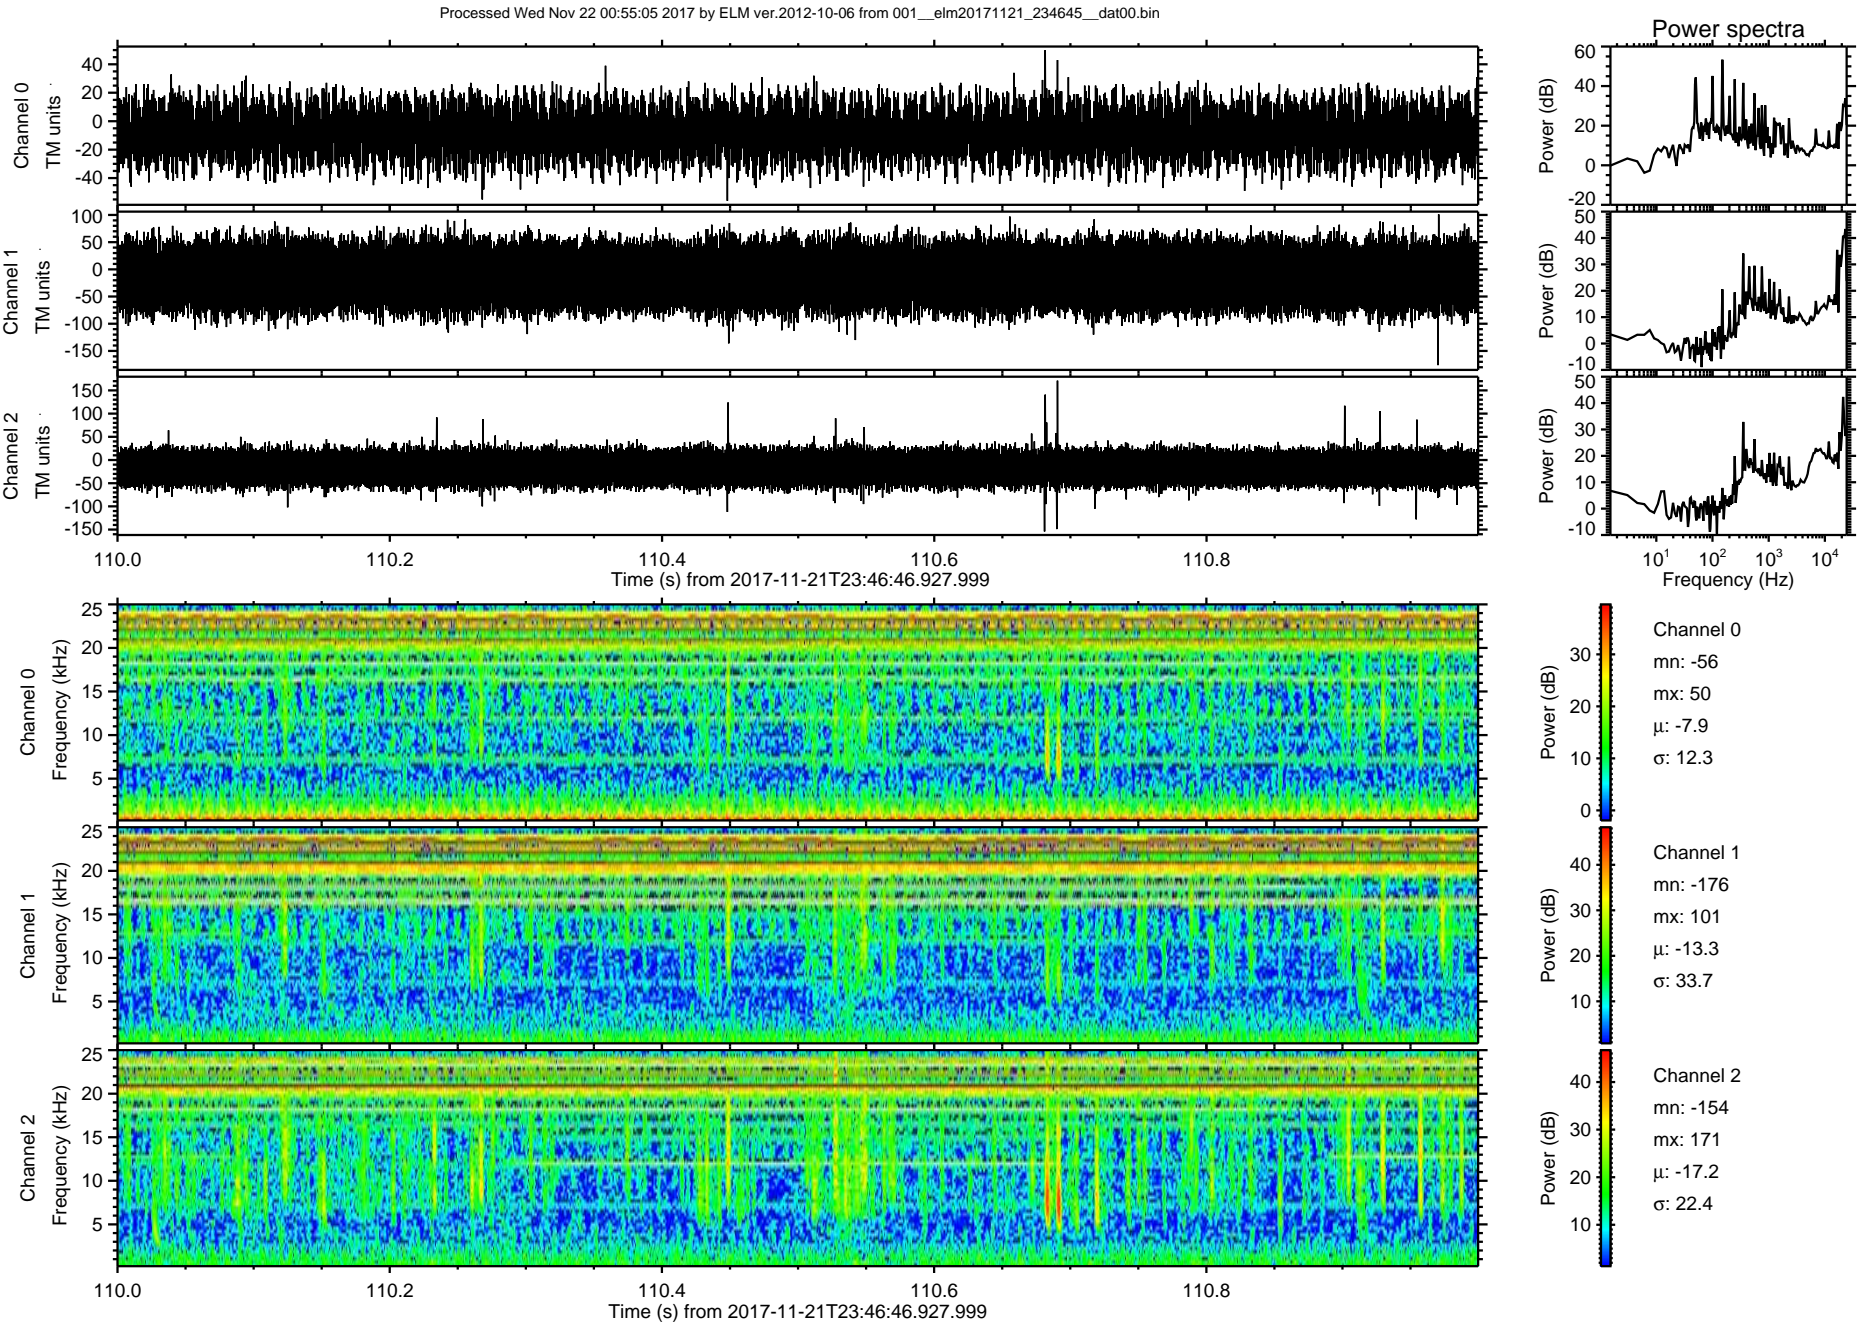 Processed Wed Nov 22 00:55:05 2017 by ELM ver.2012-10-06 from 001__elm20171121_234645__dat00.bin
Power spectra
Channel 0
TM units
40
20
0
-20
-40
Power (dB)
60
40
20
0
-20
Channel 1
TM units
100
50
0
-50
-100
-150
Power (dB)
50
40
30
20
10
0
-10
Channel 2
TM units
150
100
50
0
-50
-100
-150
Power (dB)
50
40
30
20
10
0
-10
110.0 110.2 110.4 110.6 110.8
Time (s) from 2017-11-21T23:46:46.927.999
10^1 10^2 10^3 10^4
Frequency (Hz)
Channel 0
Frequency (kHz)
25
20
15
10
5
Power (dB)
30
20
10
0
Channel 0
mn: -56
mx: 50
μ: -7.9
σ: 12.3
Channel 1
Frequency (kHz)
25
20
15
10
5
Power (dB)
40
30
20
10
Channel 1
mn: -176
mx: 101
μ: -13.3
σ: 33.7
Channel 2
Frequency (kHz)
25
20
15
10
5
Power (dB)
40
30
20
10
Channel 2
mn: -154
mx: 171
μ: -17.2
σ: 22.4
110.0 110.2 110.4 110.6 110.8
Time (s) from 2017-11-21T23:46:46.927.999